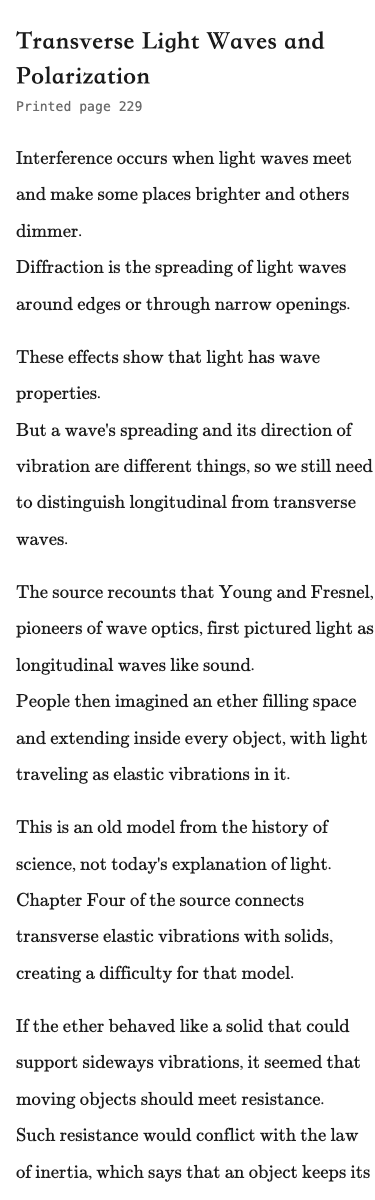 Transverse Light Waves and
Polarization
Printed page 229
Interference occurs when light waves meet
and make some places brighter and others
dimmer.
Diffraction is the spreading of light waves
around edges or through narrow openings.
These effects show that light has wave
properties.
But a wave's spreading and its direction of
vibration are different things, so we still need
to distinguish longitudinal from transverse
waves.
The source recounts that Young and Fresnel,
pioneers of wave optics, first pictured light as
longitudinal waves like sound.
People then imagined an ether filling space
and extending inside every object, with light
traveling as elastic vibrations in it.
This is an old model from the history of
science, not today's explanation of light.
Chapter Four of the source connects
transverse elastic vibrations with solids,
creating a difficulty for that model.
If the ether behaved like a solid that could
support sideways vibrations, it seemed that
moving objects should meet resistance.
Such resistance would conflict with the law
of inertia, which says that an object keeps its